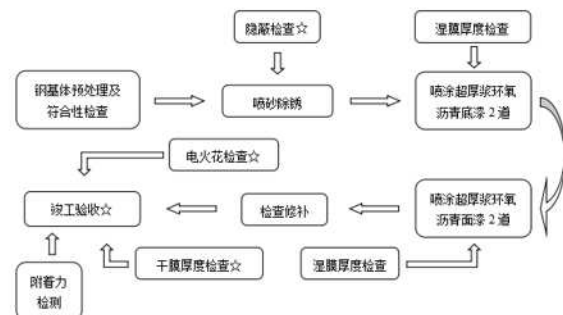 隐蔽检查☆
湿膜厚度检查
钢基体预处理及
符合性检查
喷砂除锈
喷涂超厚浆环氧
沥青底漆 2 道
电火花检查☆
竣工验收☆
检查修补
喷涂超厚浆环氧
沥青面漆 2 道
附着力
检测
干膜厚度检查☆
湿膜厚度检查